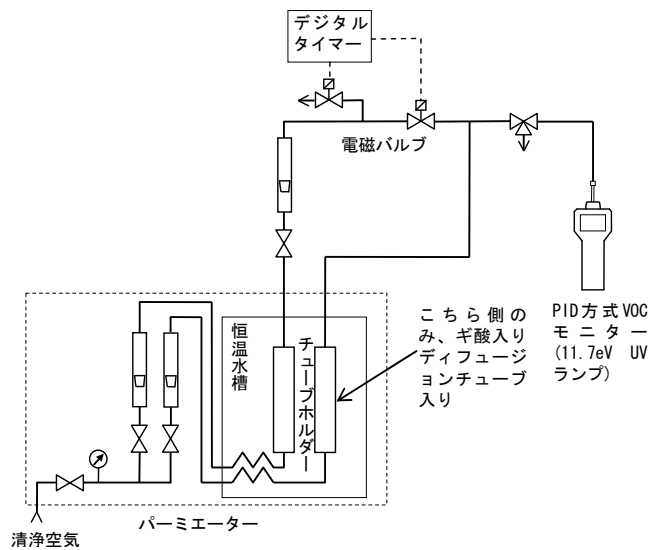 デジタル
タイマー
電磁バルブ
こちら側の
み、ギ酸入り
ディフュージ
ョンチューブ
入り
PID方式VOC
モニター
(11.7eV UV
ランプ)
恒温水槽
チューブホルダー
パーミエーター
清浄空気